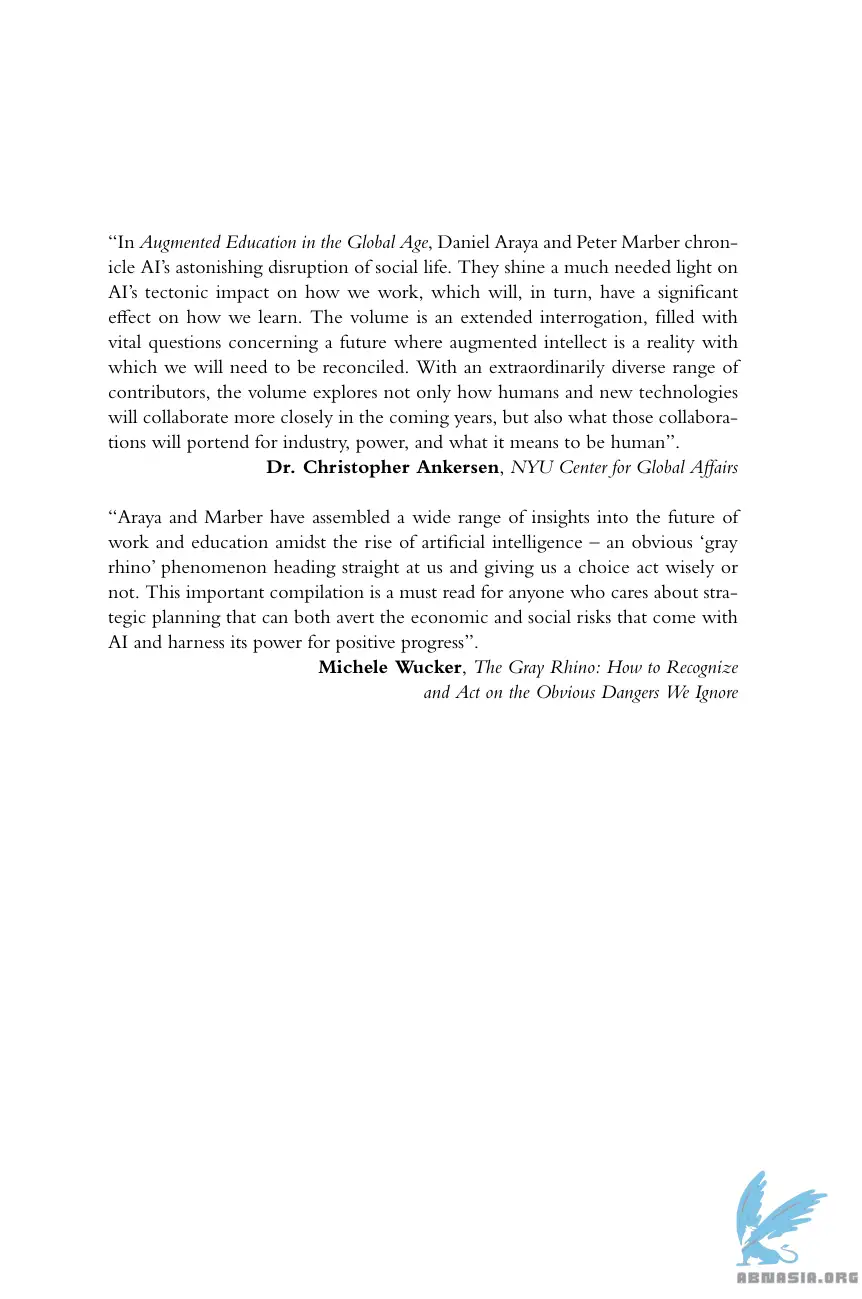 “In Augmented Education in the Global Age, Daniel Araya and Peter Marber chron-
icle AI’s astonishing disruption of social life. They shine a much needed light on
AI’s tectonic impact on how we work, which will, in turn, have a significant
effect on how we learn. The volume is an extended interrogation, filled with
vital questions concerning a future where augmented intellect is a reality with
which we will need to be reconciled. With an extraordinarily diverse range of
contributors, the volume explores not only how humans and new technologies
will collaborate more closely in the coming years, but also what those collabora-
tions will portend for industry, power, and what it means to be human”.
Dr. Christopher Ankersen, NYU Center for Global Affairs
“Araya and Marber have assembled a wide range of insights into the future of
work and education amidst the rise of artificial intelligence – an obvious ‘gray
rhino’ phenomenon heading straight at us and giving us a choice act wisely or
not. This important compilation is a must read for anyone who cares about stra-
tegic planning that can both avert the economic and social risks that come with
AI and harness its power for positive progress”.
Michele Wucker, The Gray Rhino: How to Recognize
and Act on the Obvious Dangers We Ignore
ABNASIA.ORG